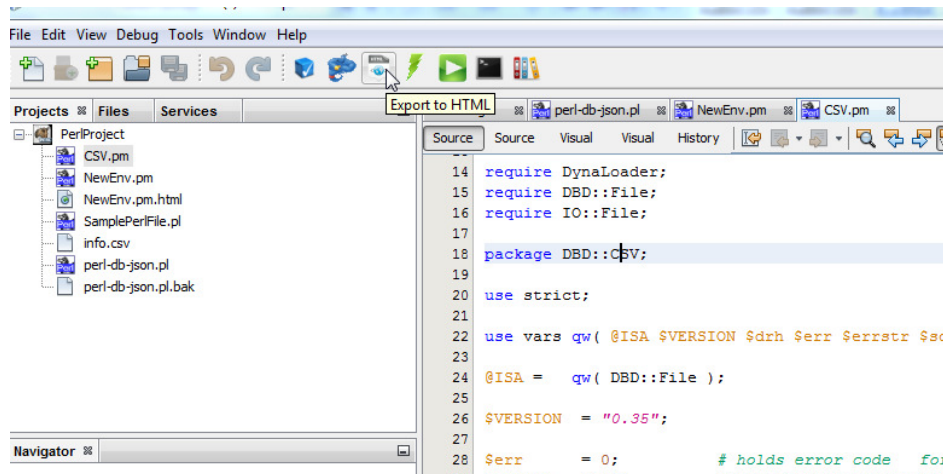 File Edit View Debug Tools Window Help
Export to HTML
Projects Files Services
perl-db-json.pl NewEnv.pm CSV.pm
Source Source Visual Visual History
PerlProject
CSV.pm
NewEnv.pm
NewEnv.pm.html
SamplePerlFile.pl
info.csv
perl-db-json.pl
perl-db-json.pl.bak
Navigator
14 require DynaLoader;
15 require DBD::File;
16 require IO::File;
17
18 package DBD::CSV;
19
20 use strict;
21
22 use vars qw( @ISA $VERSION $drh $err $errstr
23
24 @ISA = qw( DBD::File );
25
26 $VERSION = "0.35";
27
28 $err = 0; # holds error code